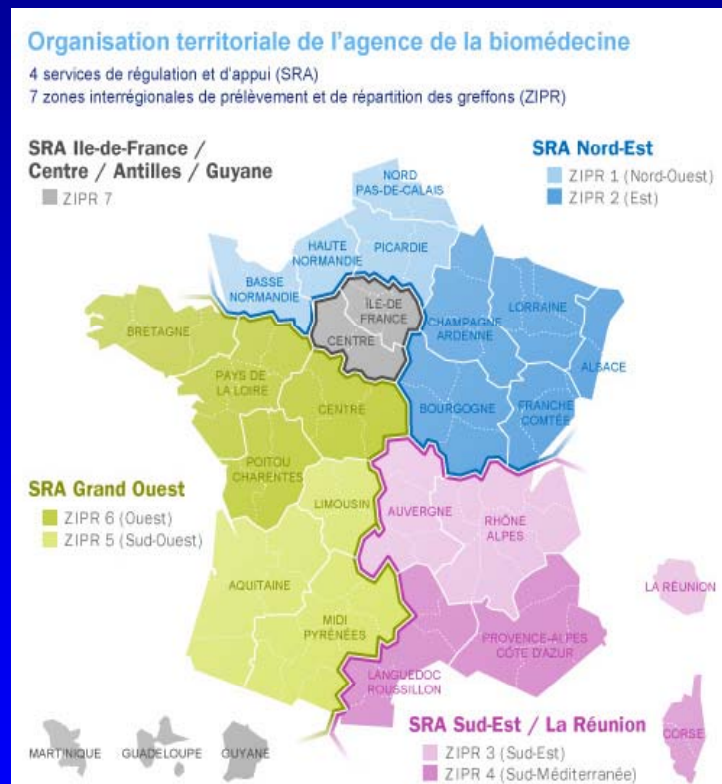 Organisation territoriale de l'agence de la biomédecine
4 services de régulation et d'appui (SRA)
7 zones interrégionales de prélèvement et de répartition des greffons (ZIPR)
SRA Ile-de-France /
Centre / Antilles / Guyane
ZIPR 7
SRA Nord-Est
ZIPR 1 (Nord-Ouest)
ZIPR 2 (Est)
NORD
PAS-DE-CALAIS
HAUTE
NORMANDIE
PICARDIE
BASSE
NORMANDIE
ÎLE-DE
FRANCE
CENTRE
CHAMPAGNE
ARDENNE
LORRAINE
ALSACE
BRETAGNE
PAYS DE
LA LOIRE
CENTRE
BOURGOGNE
FRANCHE
COMTÉE
POITOU
CHARENTES
SRA Grand Ouest
ZIPR 6 (Ouest)
ZIPR 5 (Sud-Ouest)
LIMOUSIN
AUVERGNE
RHÔNE
ALPES
LA RÉUNION
AQUITAINE
MIDI
PYRÉNÉES
PROVENCE-ALPES
CÔTE D'AZUR
LANGUEDOC
ROUSSILLON
SRA Sud-Est / La Réunion
ZIPR 3 (Sud-Est)
ZIPR 4 (Sud-Méditerranée)
CORSE
MARTINIQUE
GUADELOUPE
GUYANE